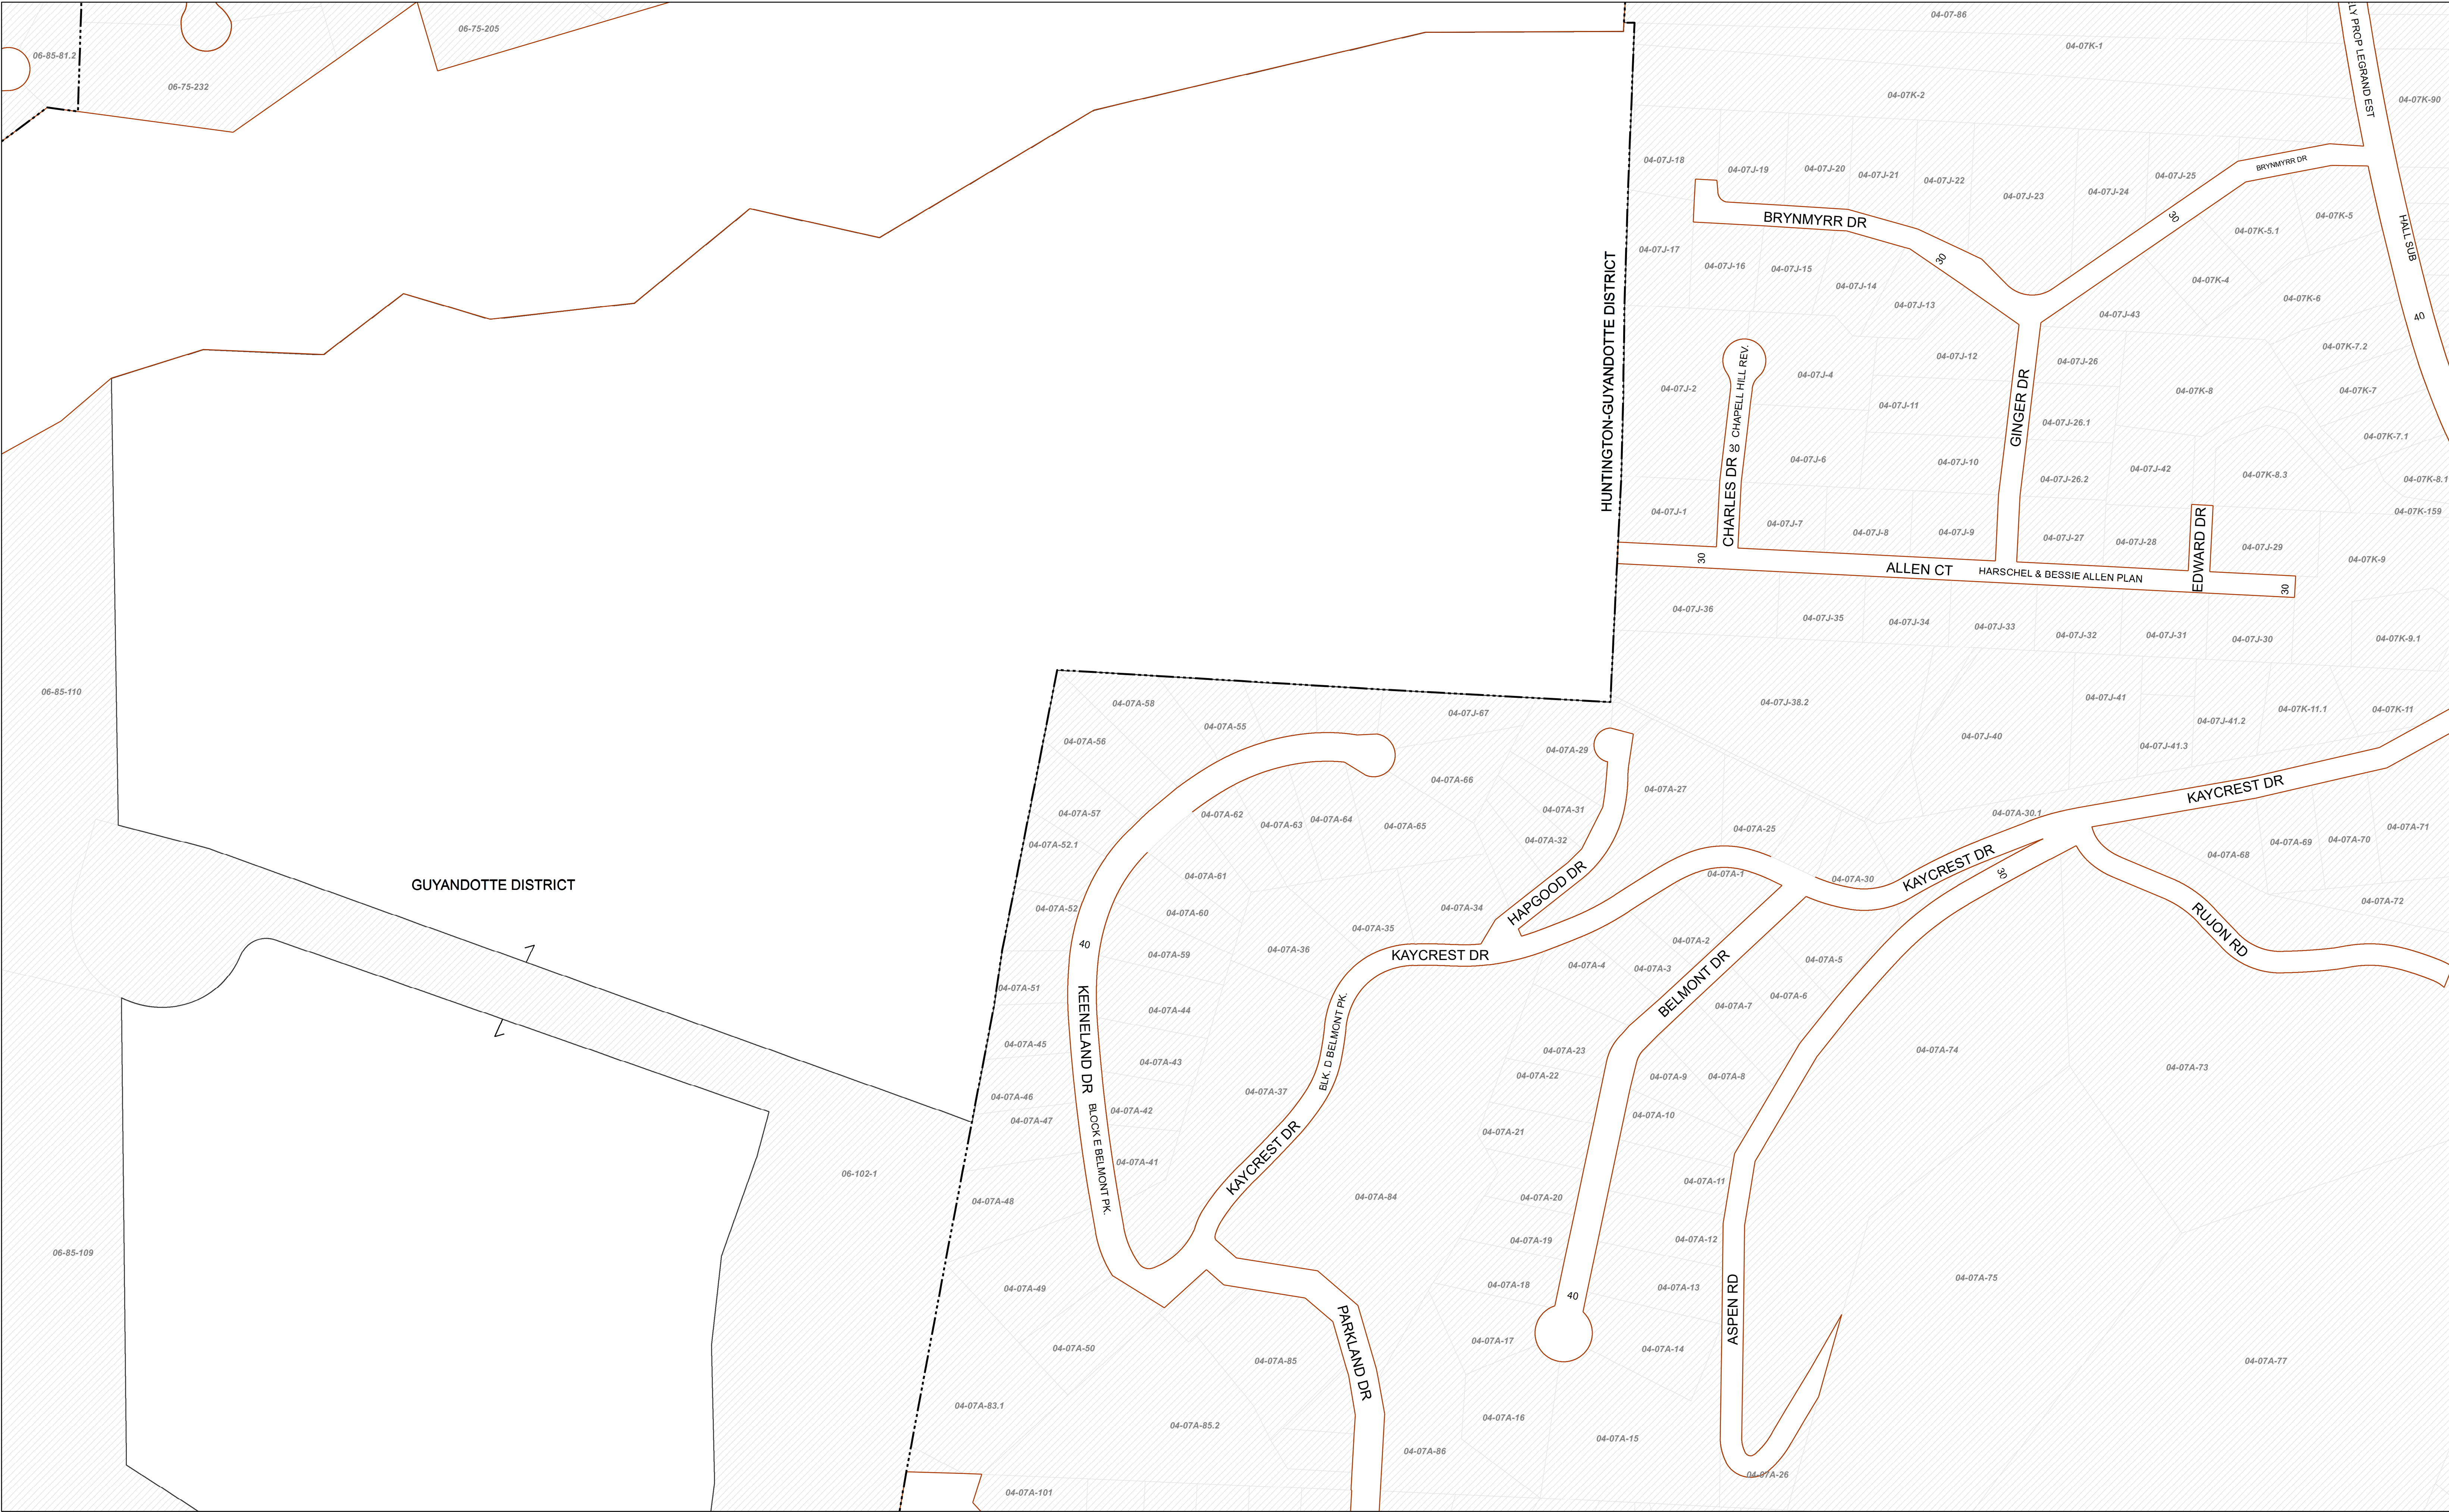 06-75-205
04-07-86
06-85-81.2
04-07K-1
06-75-232
04-07K-2
LY PROP LEGRAND EST
04-07K-90
04-07J-18
04-07J-19
04-07J-20
04-07J-21
04-07J-22
04-07J-23
04-07J-24
04-07J-25
BRYNMYRR DR
BRYNMYRR DR
30
04-07K-5
04-07K-5.1
HALL SUB
04-07J-17
04-07J-16
04-07J-15
04-07J-14
04-07J-13
30
04-07K-4
04-07K-6
04-07J-43
40
HUNTINGTON-GUYANDOTTE DISTRICT
04-07J-2
CHAPELL HILL REV.
30
CHARLES DR
04-07J-4
04-07J-12
04-07J-11
GINGER DR
04-07J-26
04-07K-7.2
04-07K-8
04-07K-7
04-07J-26.1
04-07K-7.1
04-07J-6
04-07J-10
04-07J-26.2
04-07J-42
04-07K-8.3
04-07K-8.1
04-07J-1
04-07J-7
04-07J-8
04-07J-9
04-07J-27
04-07J-28
EDWARD DR
04-07J-29
04-07K-159
04-07K-9
30
ALLEN CT
HARSCHEL & BESSIE ALLEN PLAN
30
04-07J-36
04-07J-35
04-07J-34
04-07J-33
04-07J-32
04-07J-31
04-07J-30
04-07K-9.1
06-85-110
04-07A-58
04-07A-55
04-07J-67
04-07J-38.2
04-07J-41
04-07J-41.2
04-07K-11.1
04-07K-11
04-07A-56
04-07A-29
04-07J-40
04-07J-41.3
04-07A-66
04-07A-27
KAYCREST DR
04-07A-57
04-07A-62
04-07A-63
04-07A-64
04-07A-65
04-07A-31
04-07A-32
04-07A-25
04-07A-30.1
04-07A-71
04-07A-70
04-07A-69
04-07A-68
04-07A-52.1
04-07A-61
HAPGOOD DR
04-07A-1
04-07A-30
KAYCREST DR
30
GUYANDOTTE DISTRICT
04-07A-52
04-07A-60
04-07A-34
04-07A-35
04-07A-72
RUJON RD
40
04-07A-59
04-07A-36
KAYCREST DR
04-07A-2
04-07A-4
04-07A-3
BELMONT DR
04-07A-5
04-07A-51
04-07A-44
04-07A-7
04-07A-6
KEENELAND DR
BLK. D BELMONT PK.
04-07A-45
04-07A-43
04-07A-23
04-07A-74
04-07A-73
04-07A-22
04-07A-9
04-07A-8
04-07A-46
04-07A-37
04-07A-47
04-07A-42
04-07A-10
04-07A-21
BLOCK E BELMONT PK.
KAYCREST DR
04-07A-41
06-102-1
04-07A-48
04-07A-84
04-07A-20
04-07A-11
06-85-109
04-07A-19
04-07A-12
04-07A-49
04-07A-18
04-07A-13
04-07A-75
40
ASPEN RD
PARKLAND DR
04-07A-50
04-07A-85
04-07A-17
04-07A-14
04-07A-77
04-07A-83.1
04-07A-85.2
04-07A-16
04-07A-15
04-07A-86
04-07A-26
04-07A-101